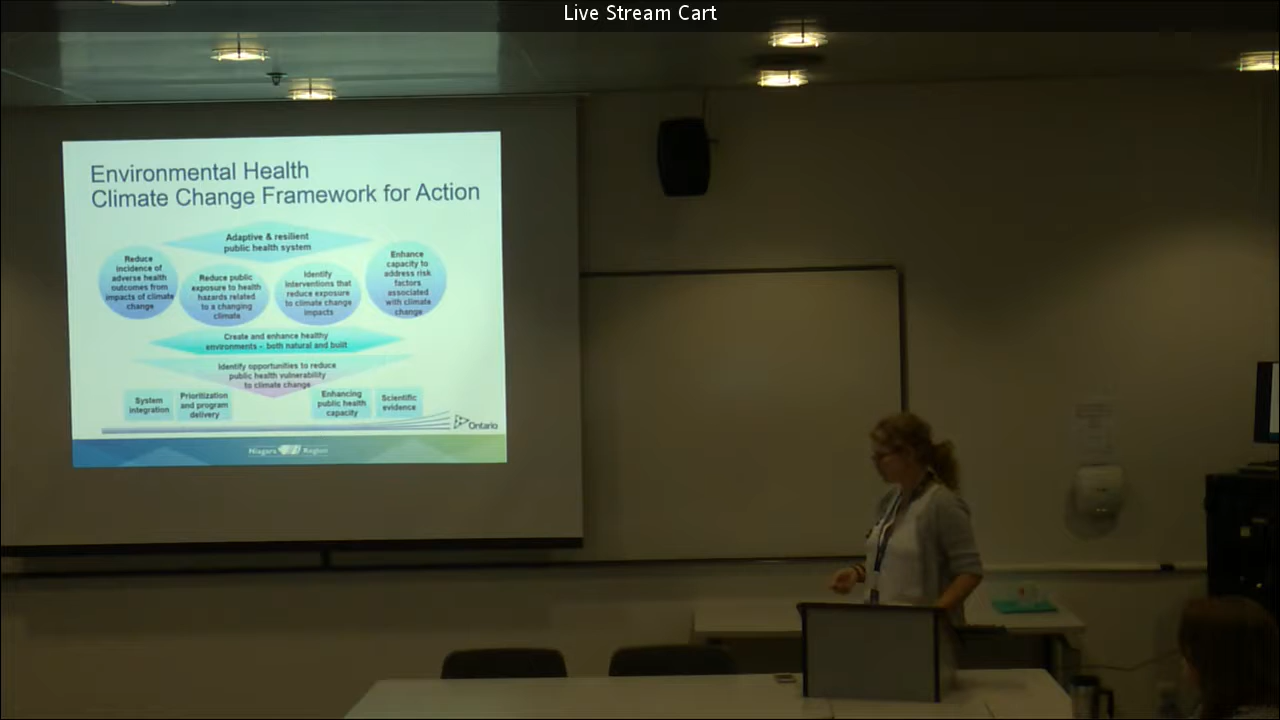 Live Stream Cart
Environmental Health
Climate Change Framework for Action
Adaptive & resilient
public health system
Reduce
incidence of
adverse health
outcomes from
impacts of climate
change
Reduce public
exposure to health
hazards related
to a changing
climate
Identify
interventions that
reduce exposure
to climate change
impacts
Enhance
capacity to
address risk
factors
associated
with climate
change
Create and enhance healthy
environments – both natural and built
Identify opportunities to reduce
public health vulnerability
to climate change
System
integration
Prioritization
and program
delivery
Enhancing
public health
capacity
Scientific
evidence
Ontario
Niagara Region